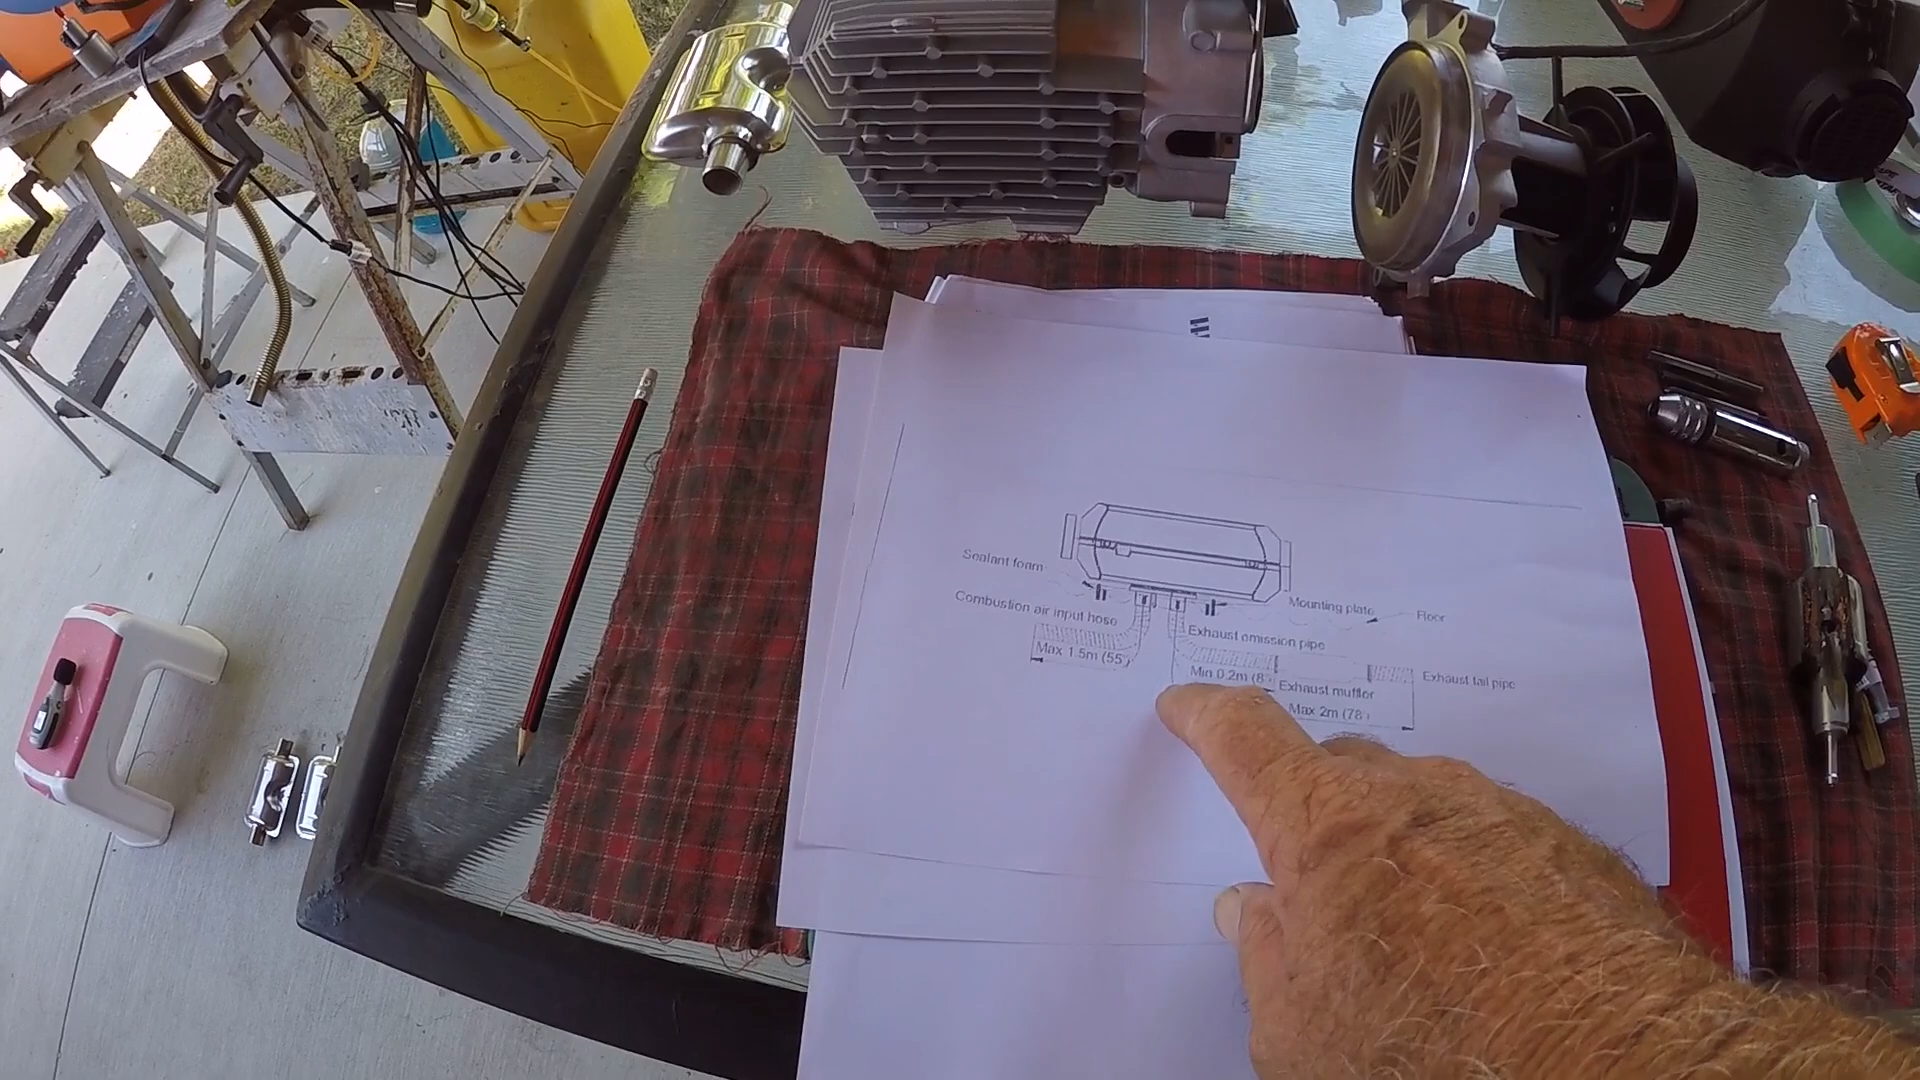 W
Sealant foam
Combustion air input hose
Max 1.5m (55')
Mounting plate
Floor
Exhaust emission pipe
Min 0.2m (8"
Exhaust muffler
Exhaust tail pipe
Max 2m (78')